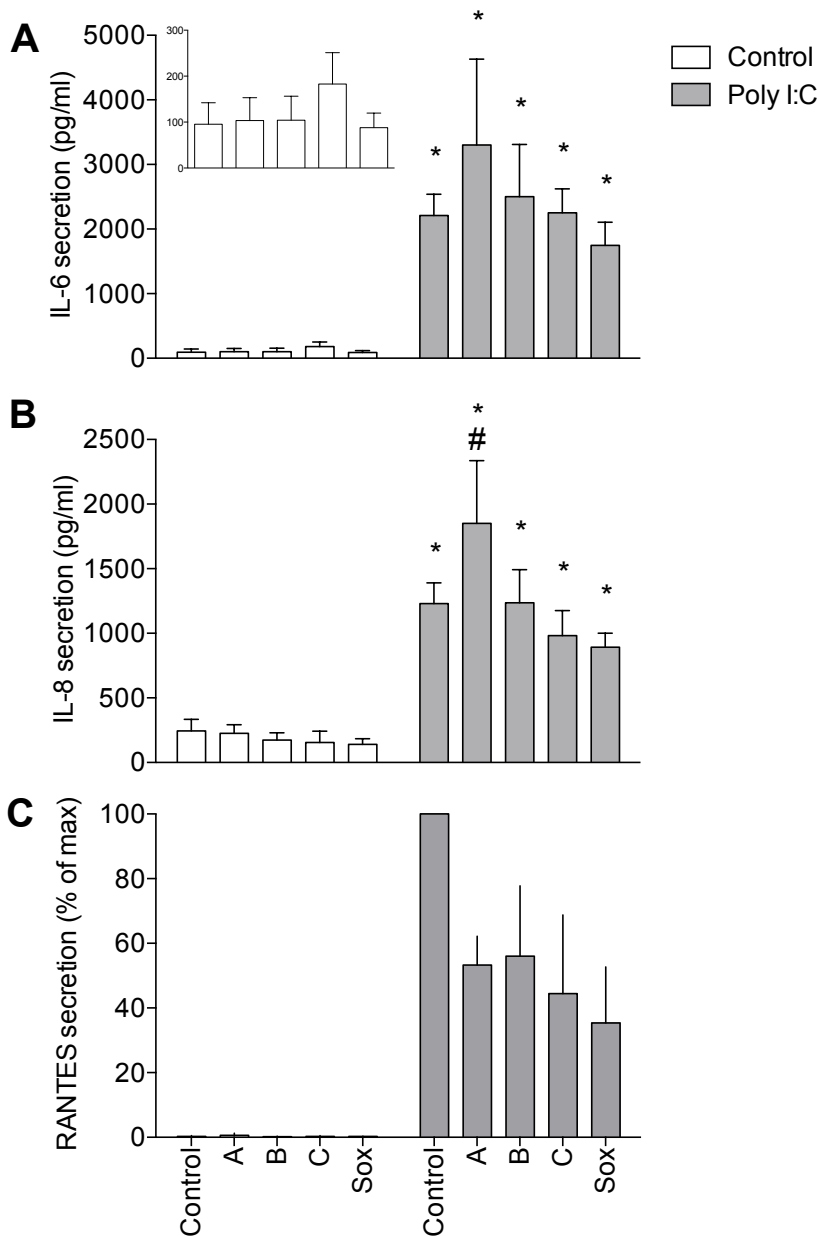 A
IL-6 secretion (pg/ml)
5000
4000
3000
2000
1000
0
300
200
100
0
*
*
*
*
*
Control
Poly I:C
B
IL-8 secretion (pg/ml)
2500
2000
1500
1000
500
0
*
*
#
*
*
*
C
RANTES secretion (% of max)
100
80
60
40
20
0
Control
A
B
C
Sox
Control
A
B
C
Sox